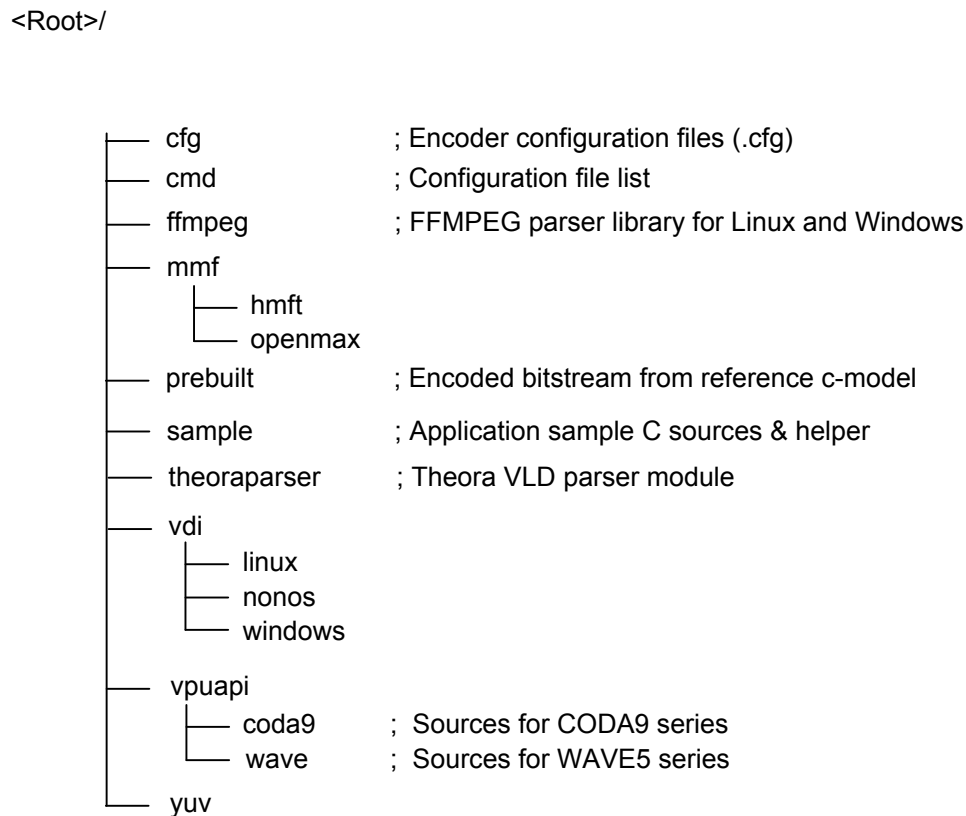 <Root>/
cfg ; Encoder configuration files (.cfg)
cmd ; Configuration file list
ffmpeg ; FFMPEG parser library for Linux and Windows
mmf
hmft
openmax
prebuilt ; Encoded bitstream from reference c-model
sample ; Application sample C sources & helper
theoraparser ; Theora VLD parser module
vdi
linux
nonos
windows
vpuapi
coda9 ; Sources for CODA9 series
wave ; Sources for WAVE5 series
yuv